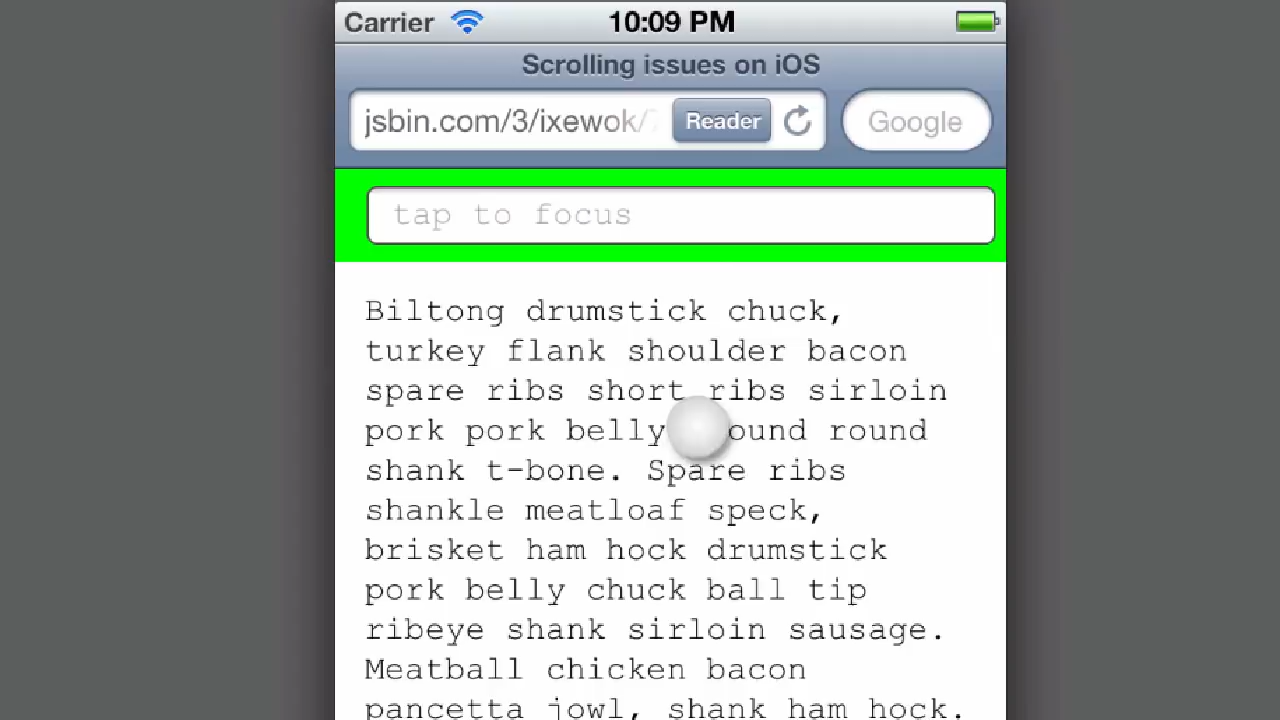 Carrier 10:09 PM
Scrolling issues on iOS
jsbin.com/3/ixewok/ Reader Google
tap to focus
Biltong drumstick chuck,
turkey flank shoulder bacon
spare ribs short ribs sirloin
pork pork belly ound round
shank t-bone. Spare ribs
shankle meatloaf speck,
brisket ham hock drumstick
pork belly chuck ball tip
ribeye shank sirloin sausage.
Meatball chicken bacon
pancetta jowl, shank ham hock.